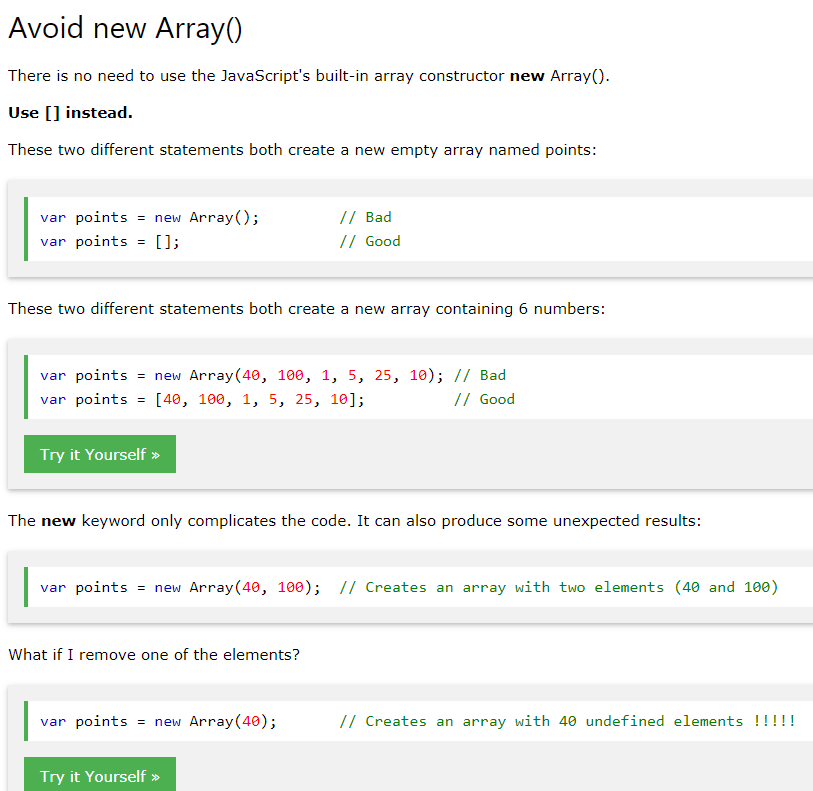 Avoid new Array()
There is no need to use the JavaScript's built-in array constructor new Array().
Use [] instead.
These two different statements both create a new empty array named points:
var points = new Array();         // Bad
var points = [];                  // Good
These two different statements both create a new array containing 6 numbers:
var points = new Array(40, 100, 1, 5, 25, 10); // Bad
var points = [40, 100, 1, 5, 25, 10];          // Good
Try it Yourself »
The new keyword only complicates the code. It can also produce some unexpected results:
var points = new Array(40, 100);  // Creates an array with two elements (40 and 100)
What if I remove one of the elements?
var points = new Array(40);       // Creates an array with 40 undefined elements !!!!!
Try it Yourself »